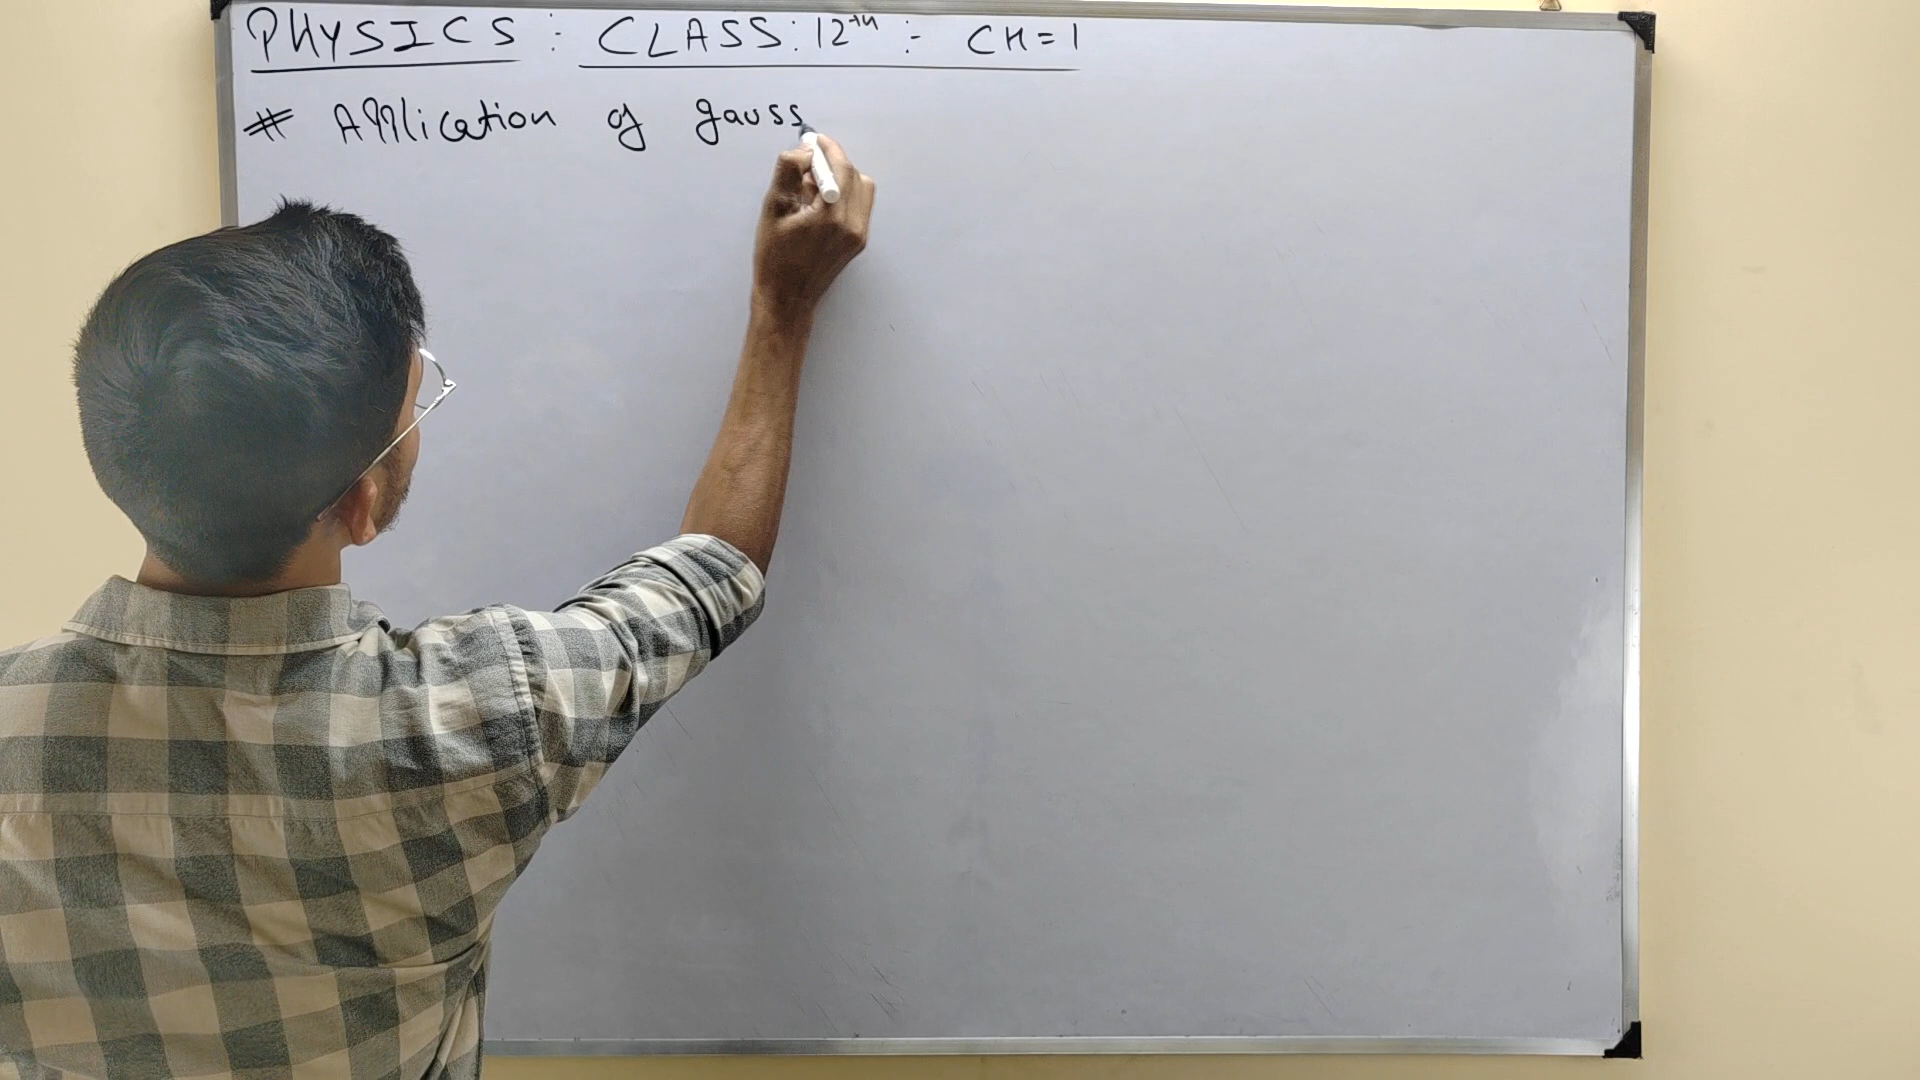 PHYSICS : CLASS : 12th :- CH = 1
# Application of gauss